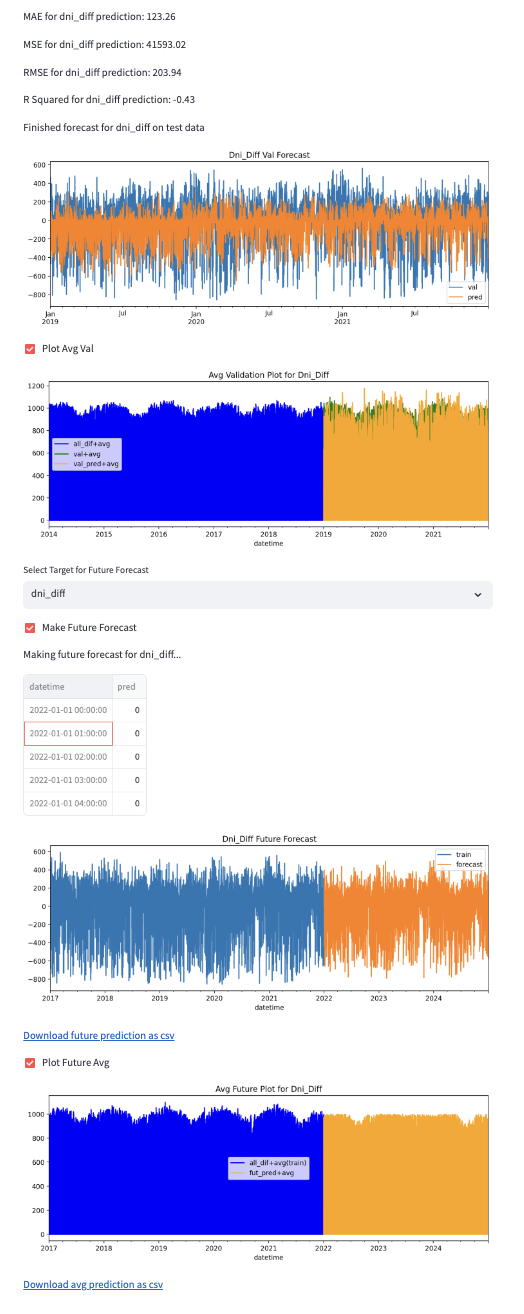 MAE for dni_diff prediction: 123.26
MSE for dni_diff prediction: 41593.02
RMSE for dni_diff prediction: 203.94
R Squared for dni_diff prediction: -0.43
Finished forecast for dni_diff on test data
Dni_Diff Val Forecast
600
400
200
0
−200
−400
−600
−800
val
pred
Jan Jul Jan Jul Jan Jul
2019 2020 2021
Plot Avg Val
Avg Validation Plot for Dni_Diff
1200
1000
800
600
400
200
0
all_dif+avg
val+avg
val_pred+avg
2014 2015 2016 2017 2018 2019 2020 2021
datetime
Select Target for Future Forecast
dni_diff
Make Future Forecast
Making future forecast for dni_diff...
datetime pred
2022-01-01 00:00:00 0
2022-01-01 01:00:00 0
2022-01-01 02:00:00 0
2022-01-01 03:00:00 0
2022-01-01 04:00:00 0
Dni_Diff Future Forecast
600
400
200
0
−200
−400
−600
−800
train
forecast
2017 2018 2019 2020 2021 2022 2023 2024
datetime
Download future prediction as csv
Plot Future Avg
Avg Future Plot for Dni_Diff
1000
800
600
400
200
0
all_dif+avg(train)
fut_pred+avg
2017 2018 2019 2020 2021 2022 2023 2024
datetime
Download avg prediction as csv